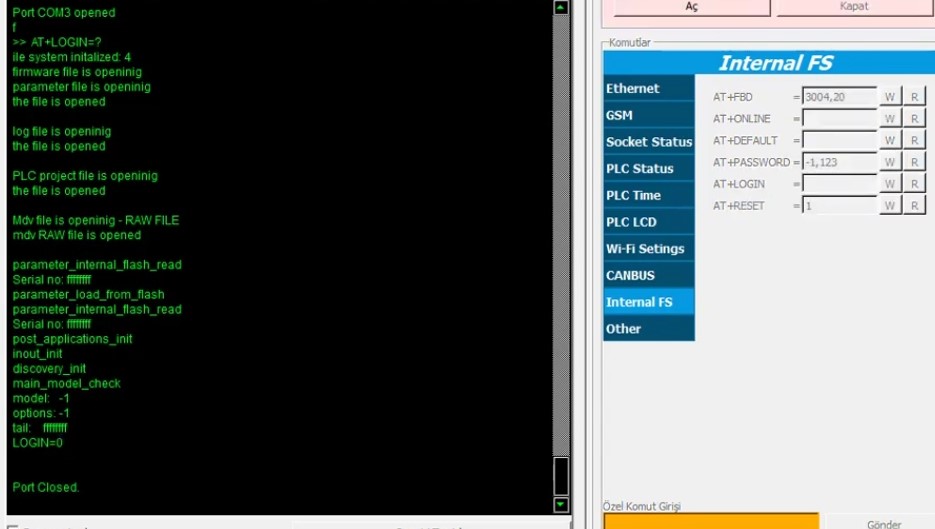 Port COM3 opened
f
>> AT+LOGIN=?
ile system initalized: 4
firmware file is openinig
parameter file is openinig
the file is opened
log file is openinig
the file is opened
PLC project file is openinig
the file is opened
Mdv file is openinig - RAW FILE
mdv RAW file is opened
parameter_internal_flash_read
Serial no: ffffffff
parameter_load_from_flash
parameter_internal_flash_read
Serial no: ffffffff
post_applications_init
inout_init
discovery_init
main_model_check
model: -1
options: -1
tail: ffffffff
LOGIN=0
Port Closed.
Aç Kapat
Komutlar
Internal FS
Ethernet
GSM
Socket Status
PLC Status
PLC Time
PLC LCD
Wi-Fi Setings
CANBUS
Internal FS
Other
AT+FBD = 3004,20 W R
AT+ONLINE = W R
AT+DEFAULT = W R
AT+PASSWORD = -1,123 W R
AT+LOGIN = W R
AT+RESET = 1 W R
Özel Komut Girişi
Gönder